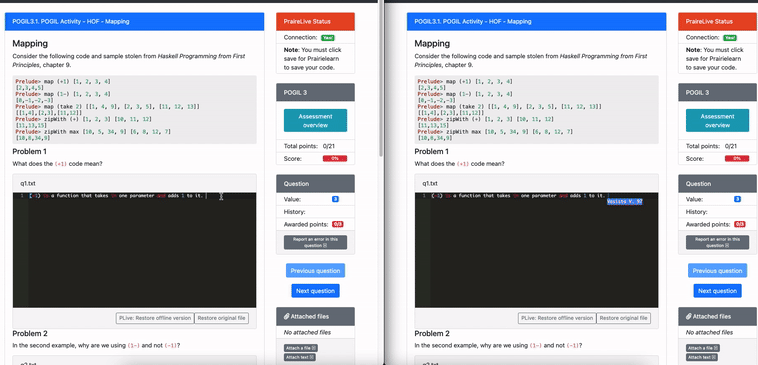 POGIL3.1. POGIL Activity - HOF - Mapping
Mapping
Consider the following code and sample stolen from Haskell Programming from First
Principles, chapter 9.
Prelude> map (+1) [1, 2, 3, 4]
[2,3,4,5]
Prelude> map (1-) [1, 2, 3, 4]
[0,-1,-2,-3]
Prelude> map (take 2) [[1, 4, 9], [2, 3, 5], [11, 12, 13]]
[[1,4],[2,3],[11,12]]
Prelude> zipWith (+) [1, 2, 3] [10, 11, 12]
[11,13,15]
Prelude> zipWith max [10, 5, 34, 9] [6, 8, 12, 7]
[10,8,34,9]
Problem 1
What does the (+1) code mean?
q1.txt
1 (+1) is a function that takes in one parameter and adds 1 to it.
PLive: Restore offline version
Restore original file
Problem 2
In the second example, why are we using (1-) and not (-1)?
q2.txt
PraireLive Status
Connection: Yes!
Note: You must click
save for Prairielearn
to save your code.
POGIL 3
Assessment
overview
Total points: 0/21
Score: 0%
Question
Value: 3
History:
Awarded points: 0/3
Report an error in this
question
Previous question
Next question
Attached files
No attached files
Attach a file
Attach text
POGIL3.1. POGIL Activity - HOF - Mapping
Mapping
Consider the following code and sample stolen from Haskell Programming from First
Principles, chapter 9.
Prelude> map (+1) [1, 2, 3, 4]
[2,3,4,5]
Prelude> map (1-) [1, 2, 3, 4]
[0,-1,-2,-3]
Prelude> map (take 2) [[1, 4, 9], [2, 3, 5], [11, 12, 13]]
[[1,4],[2,3],[11,12]]
Prelude> zipWith (+) [1, 2, 3] [10, 11, 12]
[11,13,15]
Prelude> zipWith max [10, 5, 34, 9] [6, 8, 12, 7]
[10,8,34,9]
Problem 1
What does the (+1) code mean?
q1.txt
1 (+1) is a function that takes in one parameter and adds 1 to it.
Vasistu V. 97
PLive: Restore offline version
Restore original file
Problem 2
In the second example, why are we using (1-) and not (-1)?
q2.txt
PraireLive Status
Connection: Yes!
Note: You must click
save for Prairielearn
to save your code.
POGIL 3
Assessment
overview
Total points: 0/21
Score: 0%
Question
Value: 3
History:
Awarded points: 0/3
Report an error in this
question
Previous question
Next question
Attached files
No attached files
Attach a file
Attach text